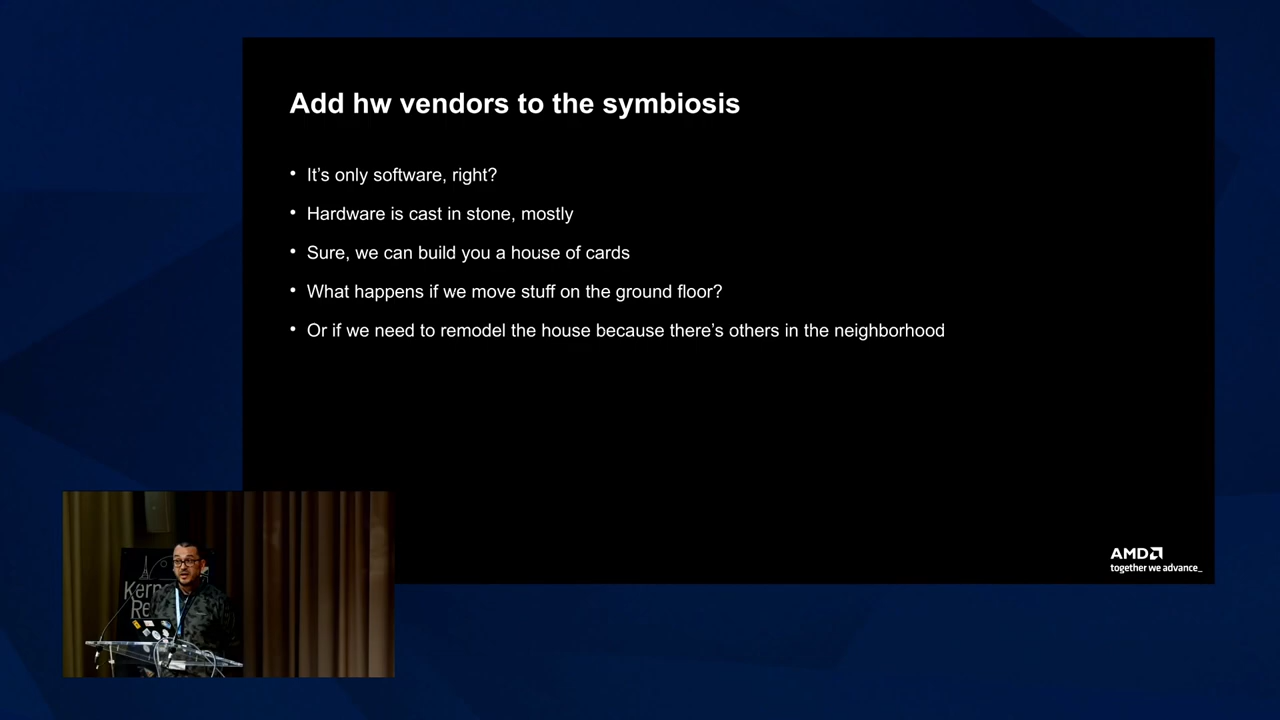 Add hw vendors to the symbiosis
• It's only software, right?
• Hardware is cast in stone, mostly
• Sure, we can build you a house of cards
• What happens if we move stuff on the ground floor?
• Or if we need to remodel the house because there's others in the neighborhood
AMD
together we advance_